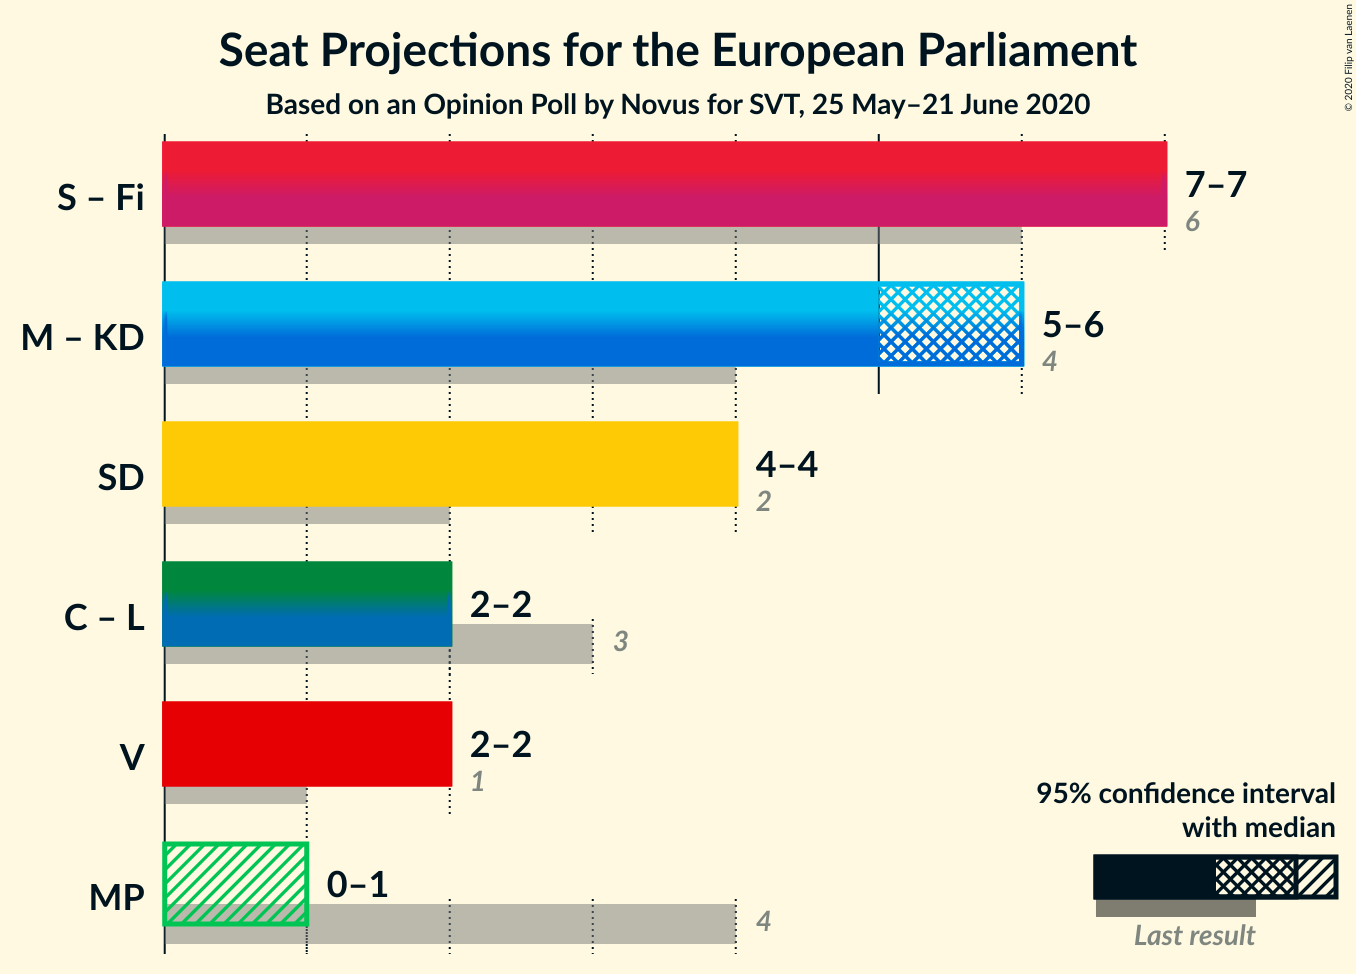 Seat Projections for the European Parliament
Based on an Opinion Poll by Novus for SVT, 25 May–21 June 2020
© 2020 Filip van Laenen
S – Fi
7–7
6
M – KD
5–6
4
SD
4–4
2
C – L
2–2
3
V
2–2
1
MP
0–1
4
95% confidence interval
with median
Last result